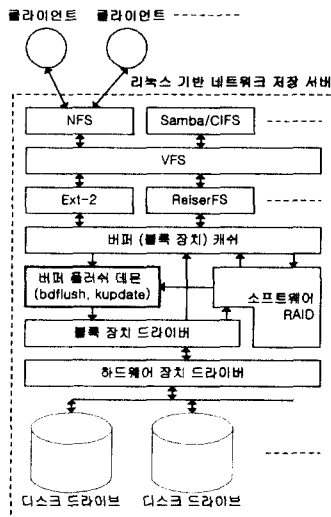 클라이언트 클라이언트
리눅스 기반 네트워크 저장 서버
NFS Samba/CIFS
VFS
Ext-2 ReiserFS
버퍼 (블록 장치) 캐쉬
버퍼 플러쉬 데몬
(bdflush, kupdate)
소프트웨어
RAID
블록 장치 드라이버
하드웨어 장치 드라이버
디스크 드라이브 디스크 드라이브